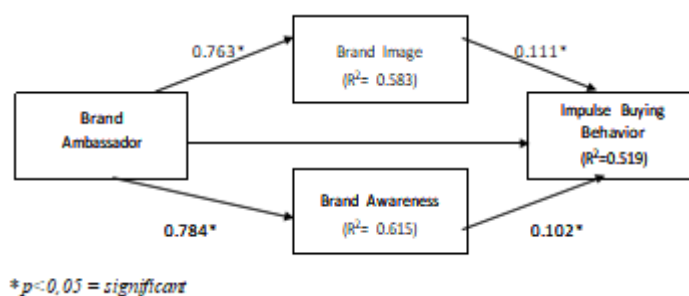 0.763*
Brand Image
(R²= 0.583)
0.111*
Brand
Ambassador
Impulse Buying
Behavior
(R²=0.519)
Brand Awareness
(R²= 0.615)
0.784*
0.102*
*p<0,05 = significant